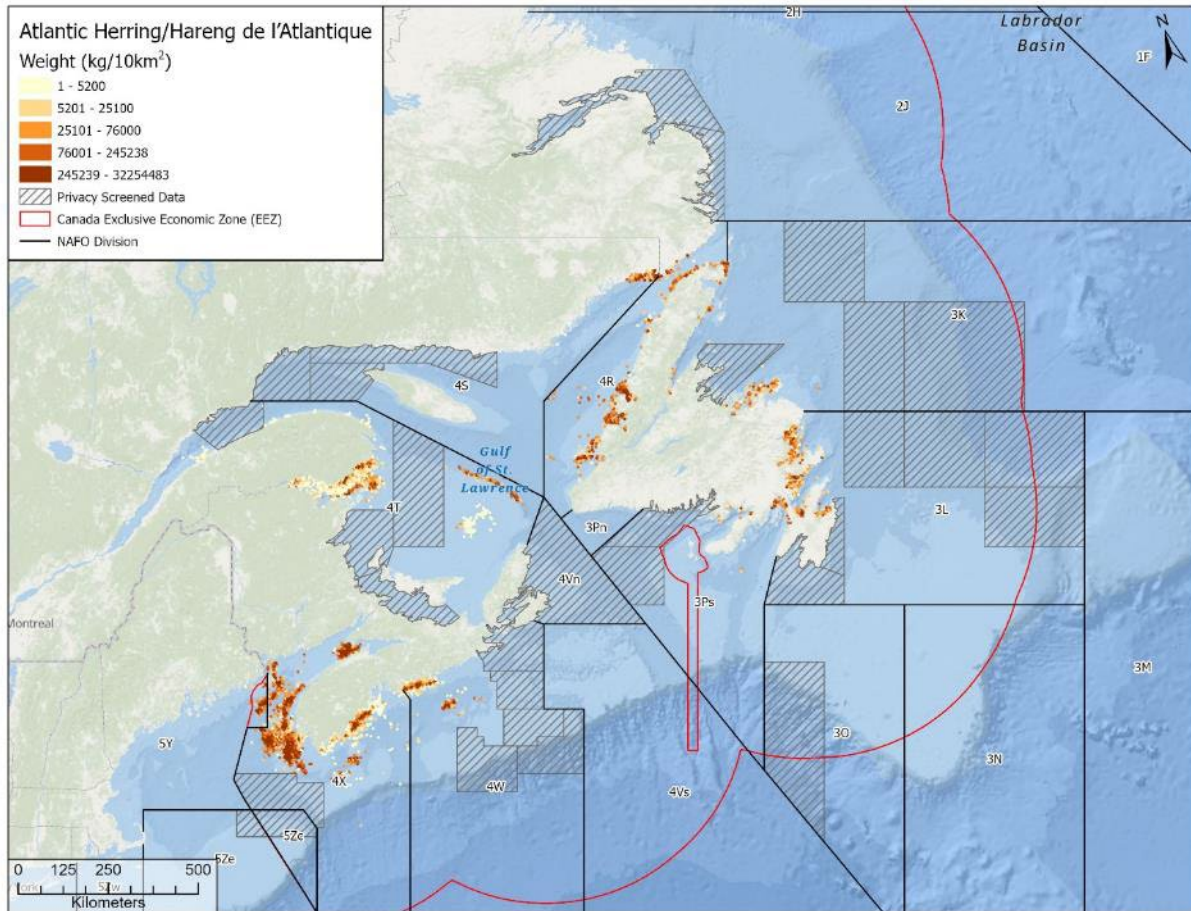 Atlantic Herring/Hareng de l'Atlantique
Weight (kg/10km²)
1 - 5200
5201 - 25100
25101 - 76000
76001 - 245238
245239 - 32254483
Privacy Screened Data
Canada Exclusive Economic Zone (EEZ)
NAFO Division
2H
Labrador
Basin
N
1F
2J
3K
4S
4R
Gulf
of St.
Lawrence
4T
3Pn
3L
4Vn
3Ps
Montreal
3M
5Y
3O
3N
4X
4W
4Vs
5Zc
5Ze
5Zw
0 125 250 500
Kilometers